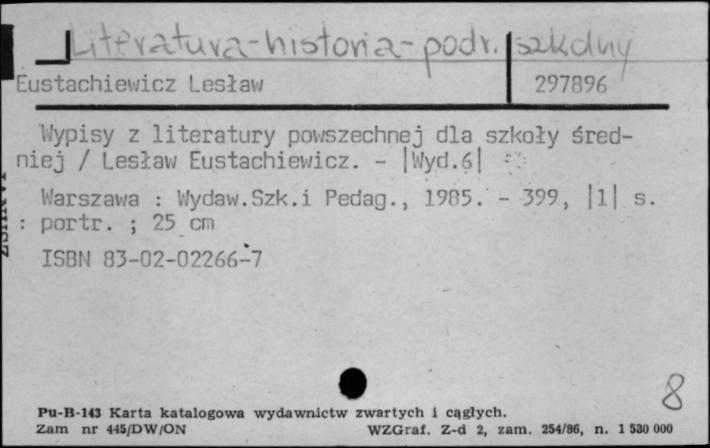 Literatura-historia-podr. szkolny
Eustachiewicz Lesław 297896
Wypisy z literatury powszechnej dla szkoły śred-
niej / Lesław Eustachiewicz. - |Wyd.6|
Warszawa : Wydaw.Szk.i Pedag., 1985. - 399, |1| s.
: portr. ; 25 cm
ISBN 83-02-02266-7
8
Pu-B-143 Karta katalogowa wydawnictw zwartych i ciągłych.
Zam nr 445/DW/ON WZGraf. Z-d 2, zam. 254/86, n. 1 530 000